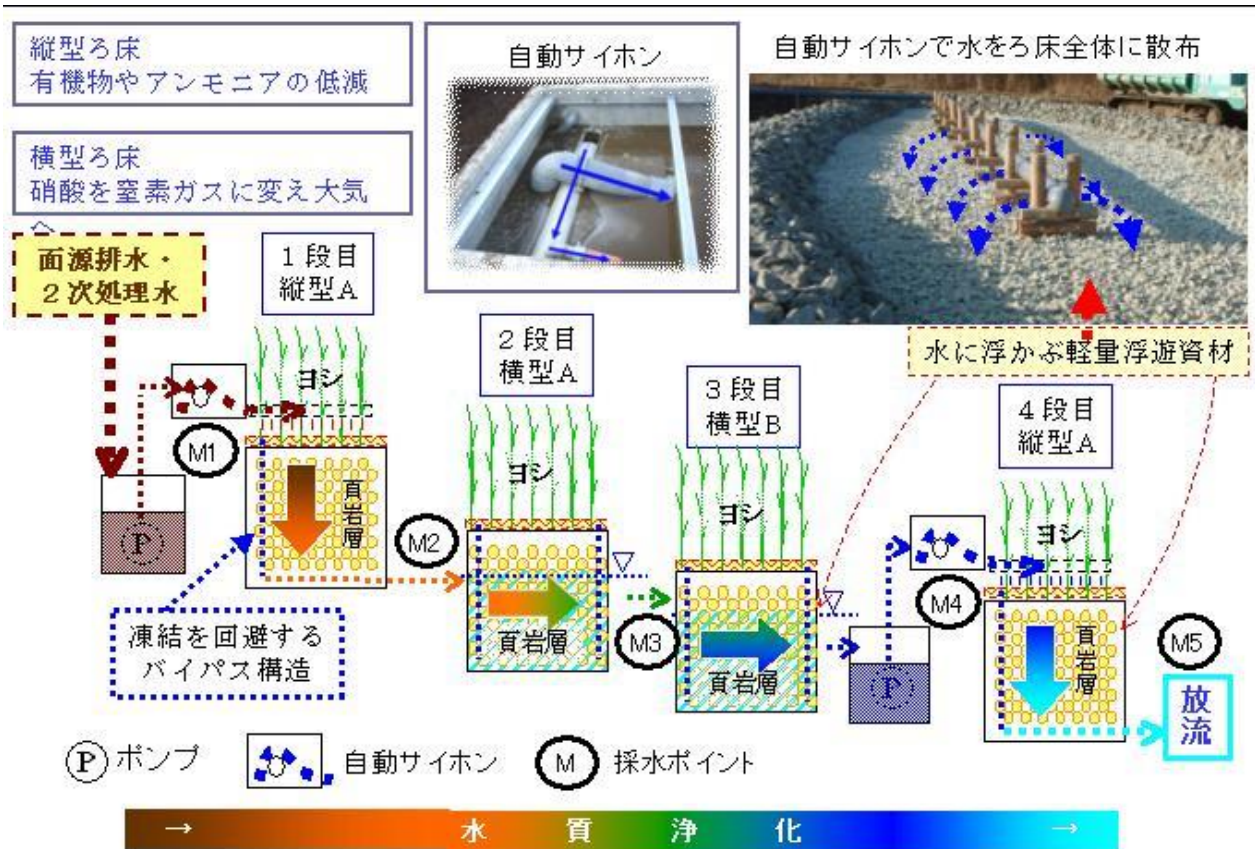 縦型ろ床
有機物やアンモニアの低減
横型ろ床
硝酸を窒素ガスに変え大気
自動サイホン
自動サイホンで水をろ床全体に散布
面源排水・
２次処理水
１段目
縦型A
２段目
横型A
３段目
横型B
４段目
縦型A
水に浮かぶ軽量浮遊資材
ヨシ
ヨシ
ヨシ
ヨシ
M1
M2
M3
M4
M5
P
P
頁岩層
頁岩層
頁岩層
頁岩層
凍結を回避する
バイパス構造
放流
P ポンプ
自動サイホン
M 採水ポイント
→ 水質浄化 →